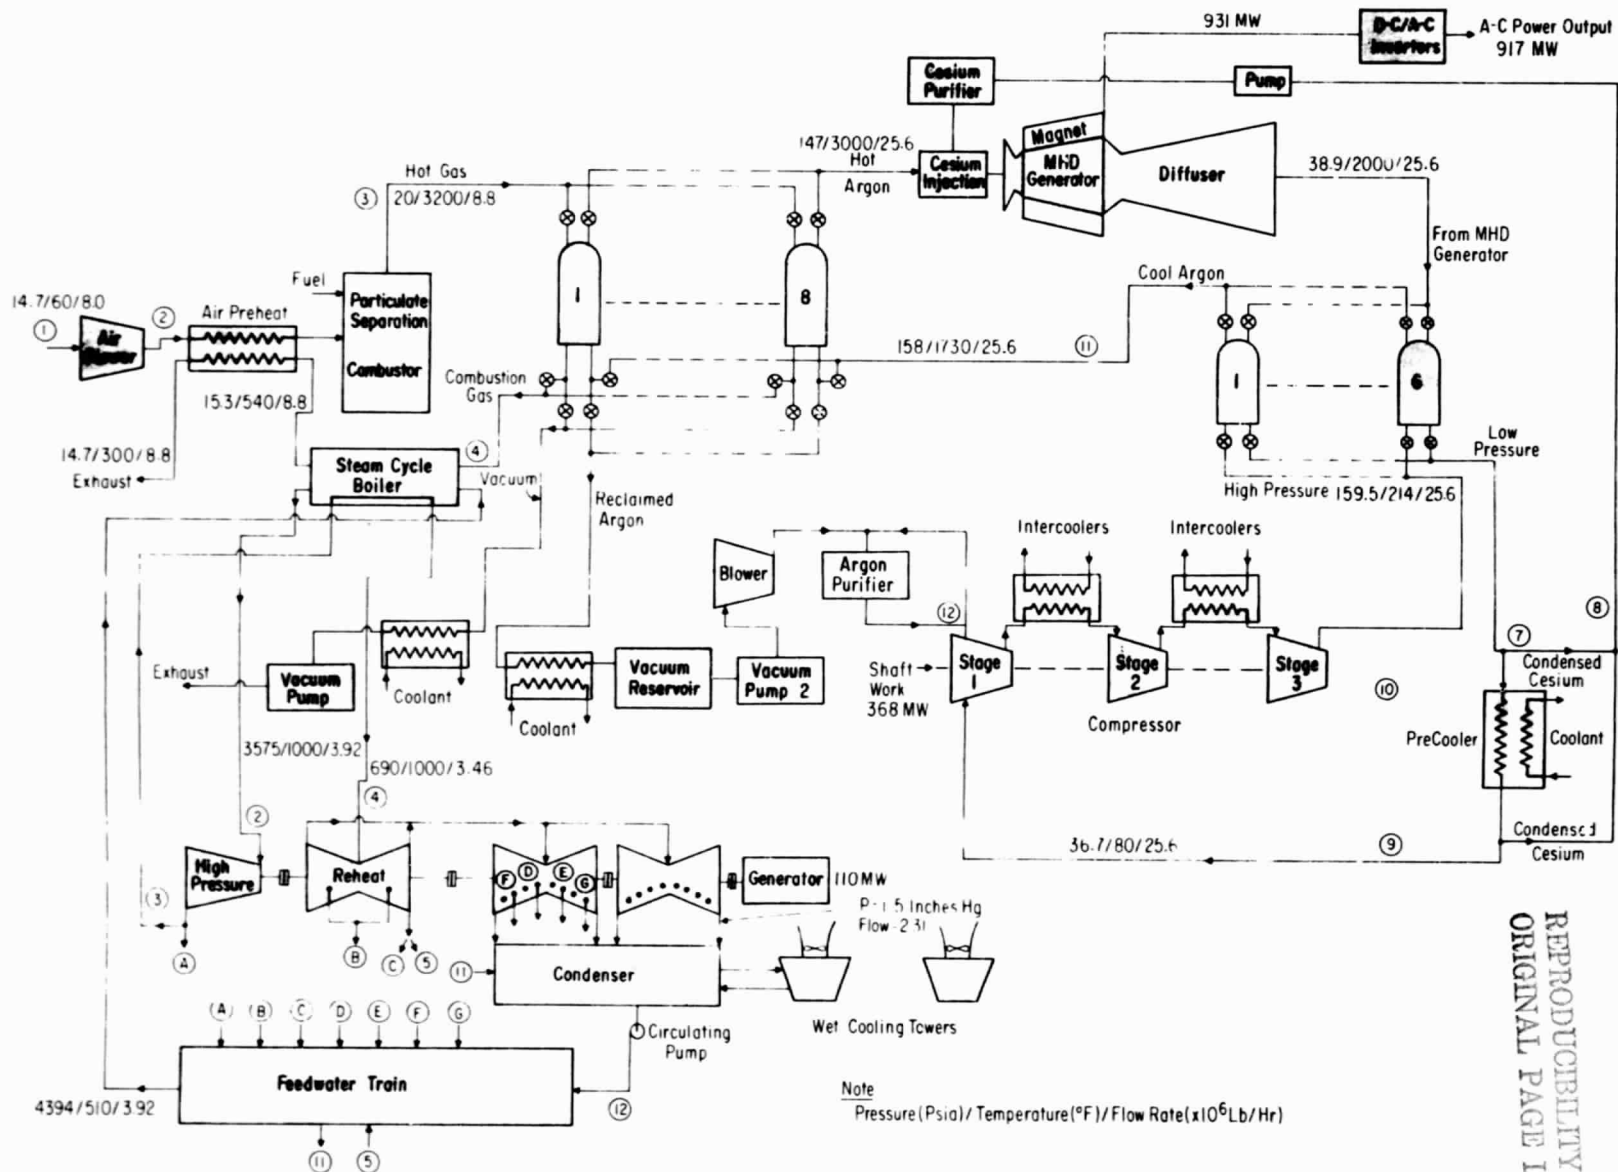 931 MW
D-C/A-C
Invertors
A-C Power Output
917 MW
Cesium
Purifier
Pump
147/3000/25.6
Hot
Argon
Cesium
Injection
Magnet
MHD
Generator
Diffuser
38.9/2000/25.6
From MHD
Generator
Hot Gas
③
20/3200/8.8
Fuel
Particulate
Separation
Combustor
1
8
14.7/60/8.0
①
②
Air
Blower
Air Preheat
15.3/540/8.8
14.7/300/8.8
Exhaust
Combustion
Gas
④
Steam Cycle
Boiler
Vacuum
Reclaimed
Argon
Cool Argon
158/1730/25.6
⑪
1
6
Low
Pressure
High Pressure
159.5/214/25.6
Intercoolers
Intercoolers
Blower
Argon
Purifier
⑫
Shaft
Work
368 MW
Stage
1
Stage
2
Stage
3
Compressor
⑩
⑦
⑧
Condensed
Cesium
PreCooler
Coolant
Condensed
Cesium
⑨
36.7/80/25.6
Exhaust
Vacuum
Pump
Coolant
Coolant
Vacuum
Reservoir
Vacuum
Pump 2
3575/1000/3.92
690/1000/3.46
②
④
③
High
Pressure
Reheat
F
D
E
G
Generator
110 MW
P-1.5 Inches Hg
Flow-2.31
A
B
C
5
⑪
Condenser
Wet Cooling Towers
Circulating
Pump
A
B
C
D
E
F
G
Feedwater Train
4394/510/3.92
⑫
⑪
⑤
Note
Pressure(Psia)/Temperature(°F)/Flow Rate(x10⁶Lb/Hr)
REPRODUCIBILITY
ORIGINAL PAGE